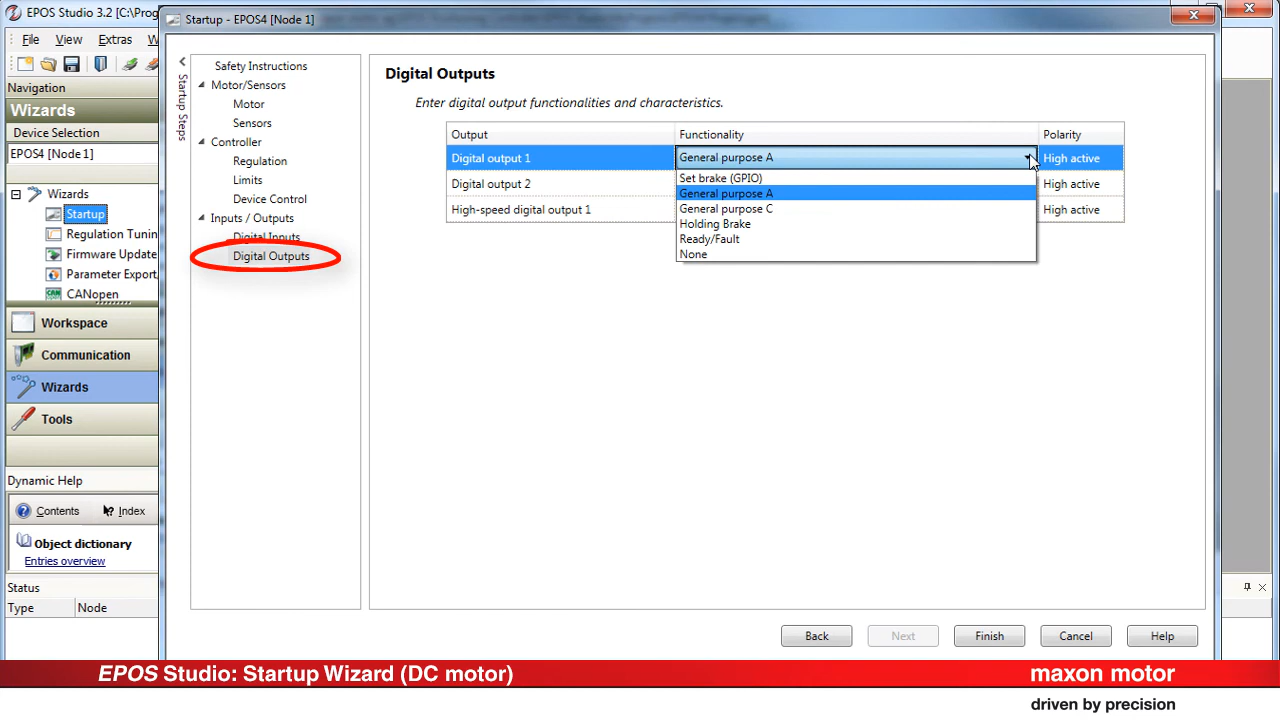 EPOS Studio 3.2 [C:\Prog
Startup - EPOS4 [Node 1]
File View Extras W
Navigation
Wizards
Device Selection
EPOS4 [Node1]
Wizards
Startup
Regulation Tunin
Firmware Update
Parameter Export,
CANopen
Workspace
Communication
Wizards
Tools
Dynamic Help
Contents Index
Object dictionary
Entries overview
Status
Type Node
Startup Steps
Safety Instructions
Motor/Sensors
Motor
Sensors
Controller
Regulation
Limits
Device Control
Inputs / Outputs
Digital Inputs
Digital Outputs
Digital Outputs
Enter digital output functionalities and characteristics.
Output Functionality Polarity
Digital output 1 General purpose A High active
Digital output 2 High active
High-speed digital output 1 High active
Set brake (GPIO)
General purpose A
General purpose C
Holding Brake
Ready/Fault
None
Back Next Finish Cancel Help
EPOS Studio: Startup Wizard (DC motor)
maxon motor
driven by precision